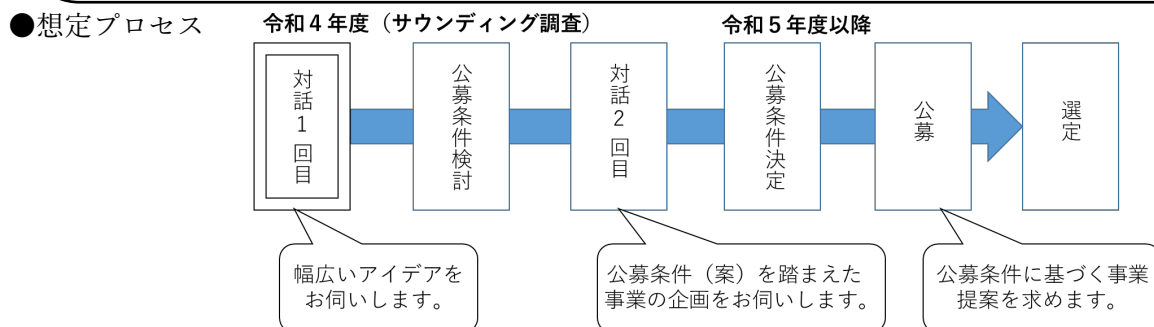 ●想定プロセス
令和４年度（サウンディング調査）
令和５年度以降
対話１回目
公募条件検討
対話２回目
公募条件決定
公募
選定
幅広いアイデアを
お伺いします。
公募条件（案）を踏まえた
事業の企画をお伺いします。
公募条件に基づく事業
提案を求めます。